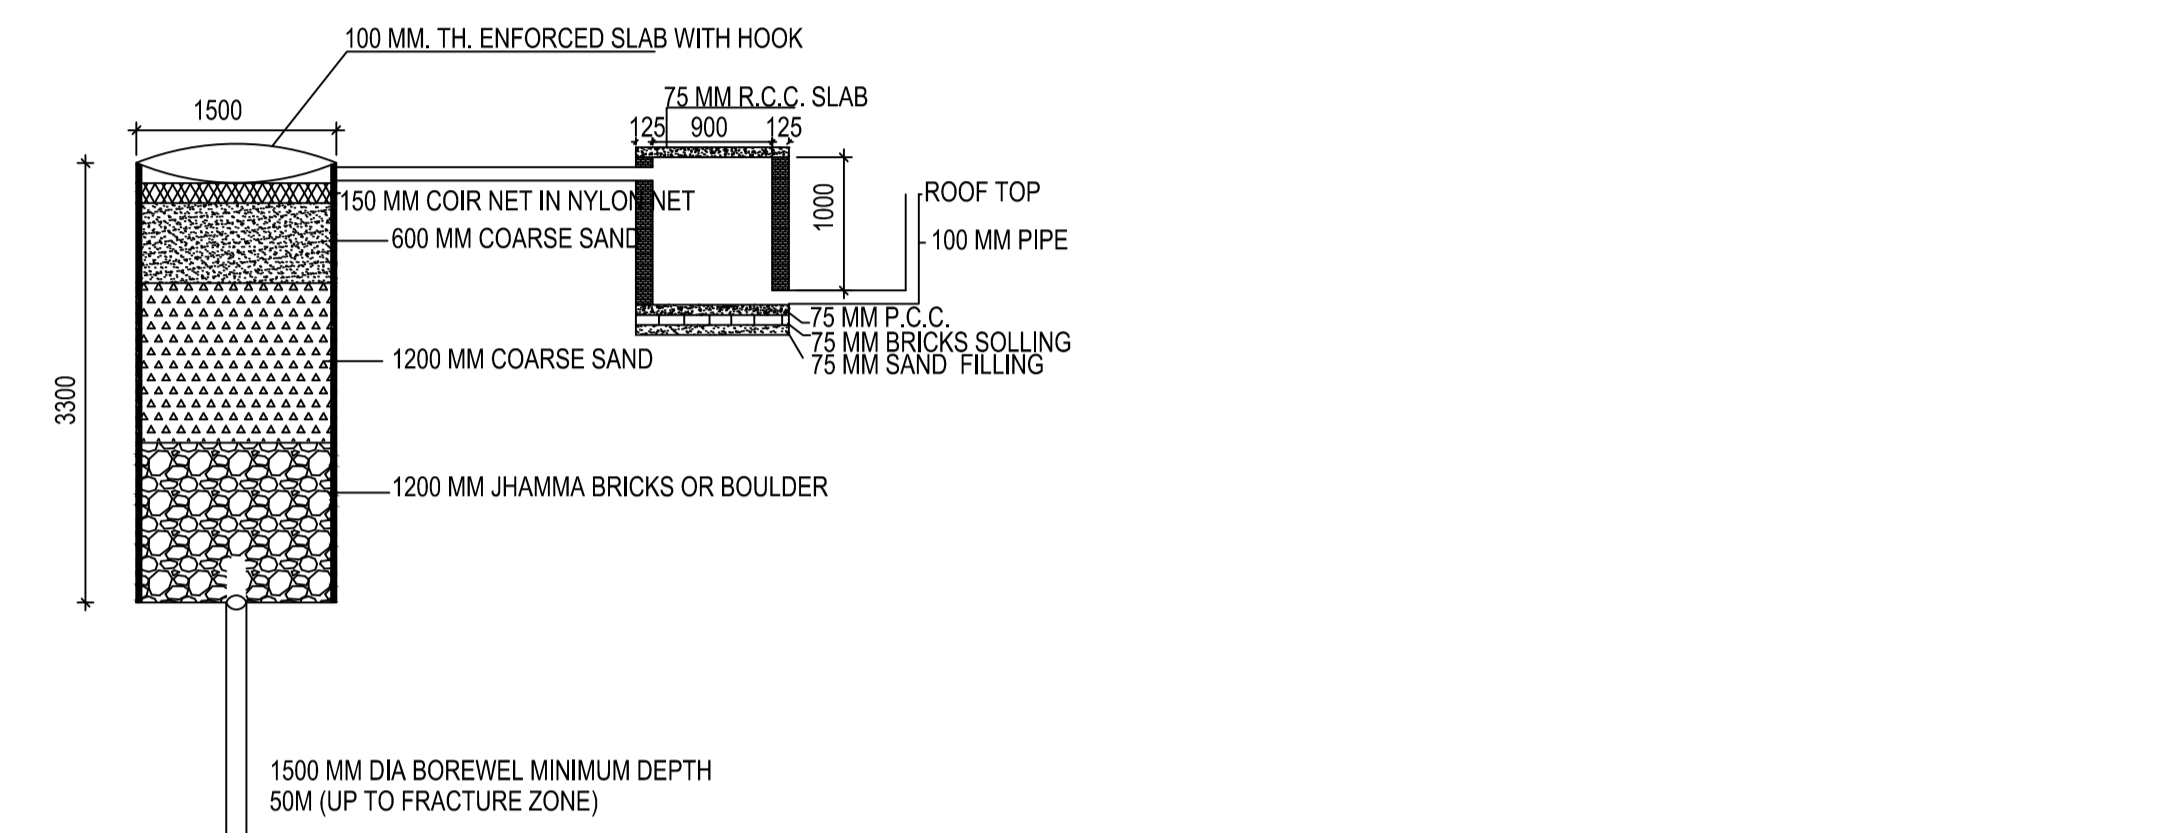 100 MM. TH. ENFORCED SLAB WITH HOOK
75 MM R.C.C. SLAB
1500
125 900 125
150 MM COIR NET IN NYLON NET
ROOF TOP
1000
600 MM COARSE SAND
100 MM PIPE
75 MM P.C.C.
75 MM BRICKS SOLLING
75 MM SAND FILLING
1200 MM COARSE SAND
3300
1200 MM JHAMMA BRICKS OR BOULDER
1500 MM DIA BOREWEL MINIMUM DEPTH
50M (UP TO FRACTURE ZONE)